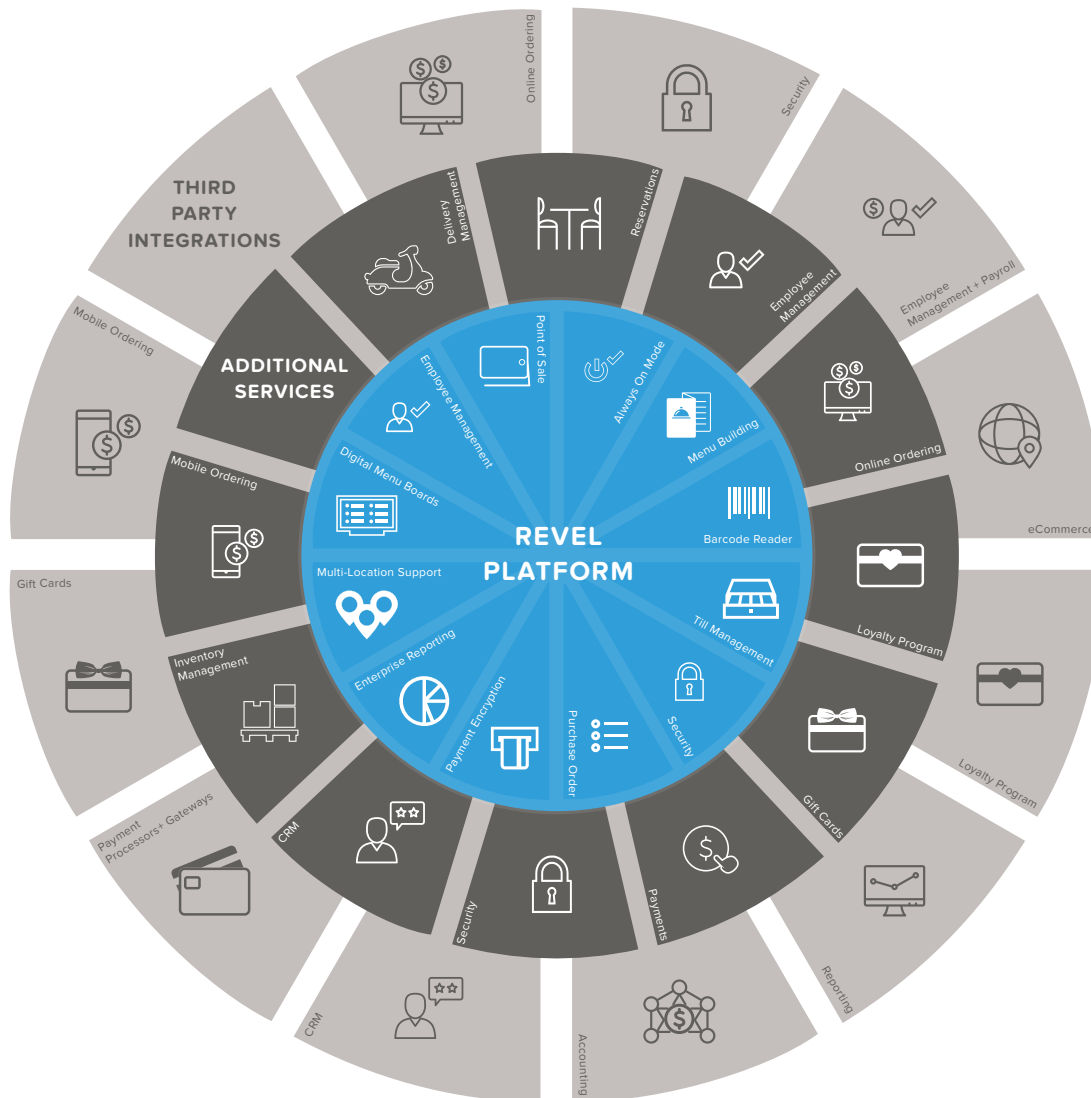 THIRD
PARTY
INTEGRATIONS
Online Ordering
Security
Employee
Management + Payroll
eCommerce
Loyalty Program
Reporting
Accounting
CRM
Payment
Processors+ Gateways
Gift Cards
Mobile Ordering
ADDITIONAL
SERVICES
Delivery
Management
Reservations
Employee
Management
Online Ordering
Loyalty Program
Gift Cards
Payments
Security
CRM
Inventory
Management
Mobile Ordering
REVEL
PLATFORM
Point of Sale
Always On Mode
Menu Building
Barcode Reader
Till Management
Security
Purchase Order
Payment Encryption
Enterprise Reporting
Multi-Location Support
Digital Menu Boards
Employee Management